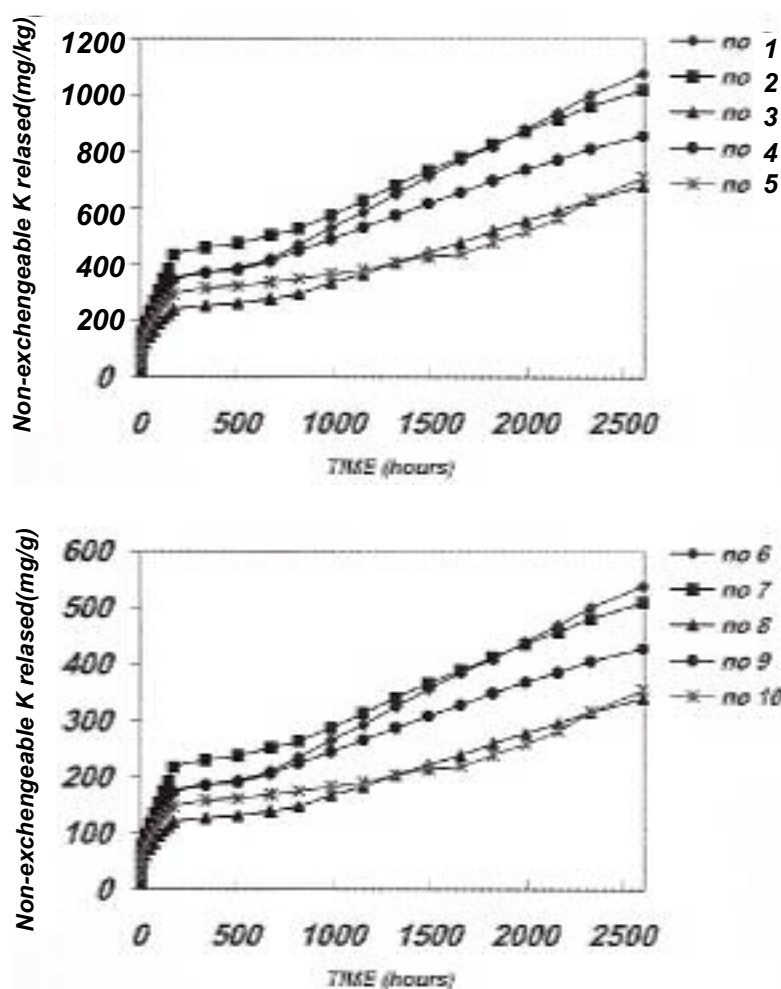 Non-exchengeable K relased(mg/kg)
1200
1000
800
600
400
200
0
0 500 1000 1500 2000 2500
TIME (hours)
no 1
no 2
no 3
no 4
no 5
Non-exchengeable K relased(mg/g)
600
500
400
300
200
100
0
0 500 1000 1500 2000 2500
TIME (hours)
no 6
no 7
no 8
no 9
no 10